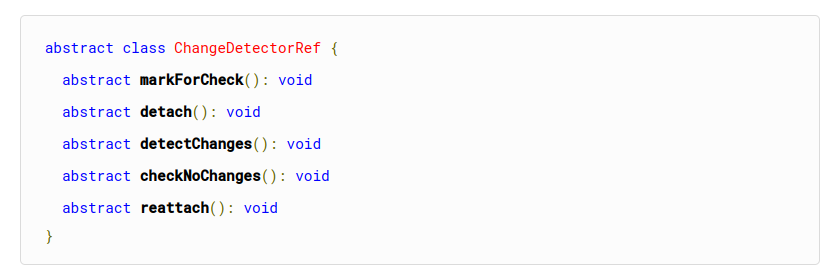 abstract class ChangeDetectorRef {
abstract markForCheck(): void
abstract detach(): void
abstract detectChanges(): void
abstract checkNoChanges(): void
abstract reattach(): void
}